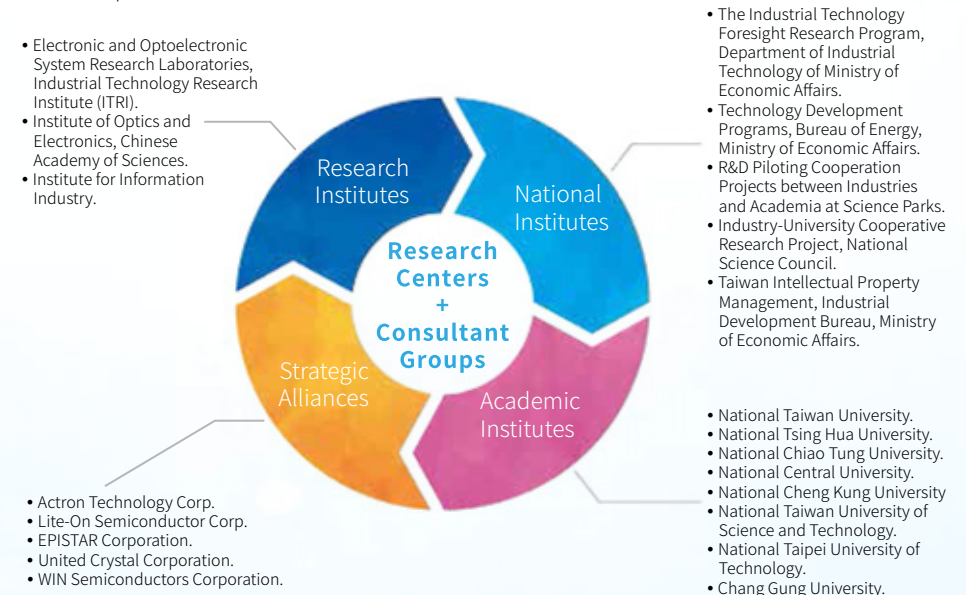 • Electronic and Optoelectronic
System Research Laboratories,
Industrial Technology Research
Institute (ITRI).
• Institute of Optics and
Electronics, Chinese
Academy of Sciences.
• Institute for Information
Industry.
• The Industrial Technology
Foresight Research Program,
Department of Industrial
Technology of Ministry of
Economic Affairs.
• Technology Development
Programs, Bureau of Energy,
Ministry of Economic Affairs.
• R&D Piloting Cooperation
Projects between Industries
and Academia at Science Parks.
• Industry-University Cooperative
Research Project, National
Science Council.
• Taiwan Intellectual Property
Management, Industrial
Development Bureau, Ministry
of Economic Affairs.
Research
Institutes
National
Institutes
Research
Centers
+
Consultant
Groups
Strategic
Alliances
Academic
Institutes
• Actron Technology Corp.
• Lite-On Semiconductor Corp.
• EPISTAR Corporation.
• United Crystal Corporation.
• WIN Semiconductors Corporation.
• National Taiwan University.
• National Tsing Hua University.
• National Chiao Tung University.
• National Central University.
• National Cheng Kung University
• National Taiwan University of
Science and Technology.
• National Taipei University of
Technology.
• Chang Gung University.